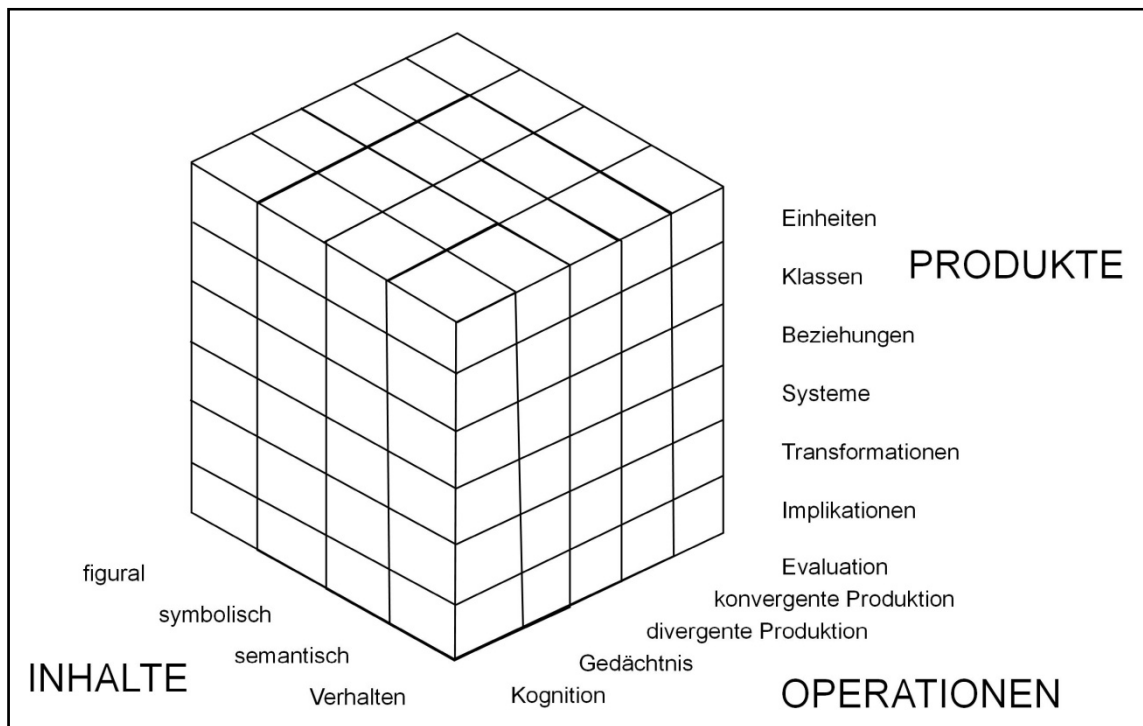 Einheiten
PRODUKTE
Klassen
Beziehungen
Systeme
Transformationen
Implikationen
Evaluation
konvergente Produktion
divergente Produktion
Gedächtnis
Kognition
OPERATIONEN
figural
symbolisch
semantisch
Verhalten
INHALTE